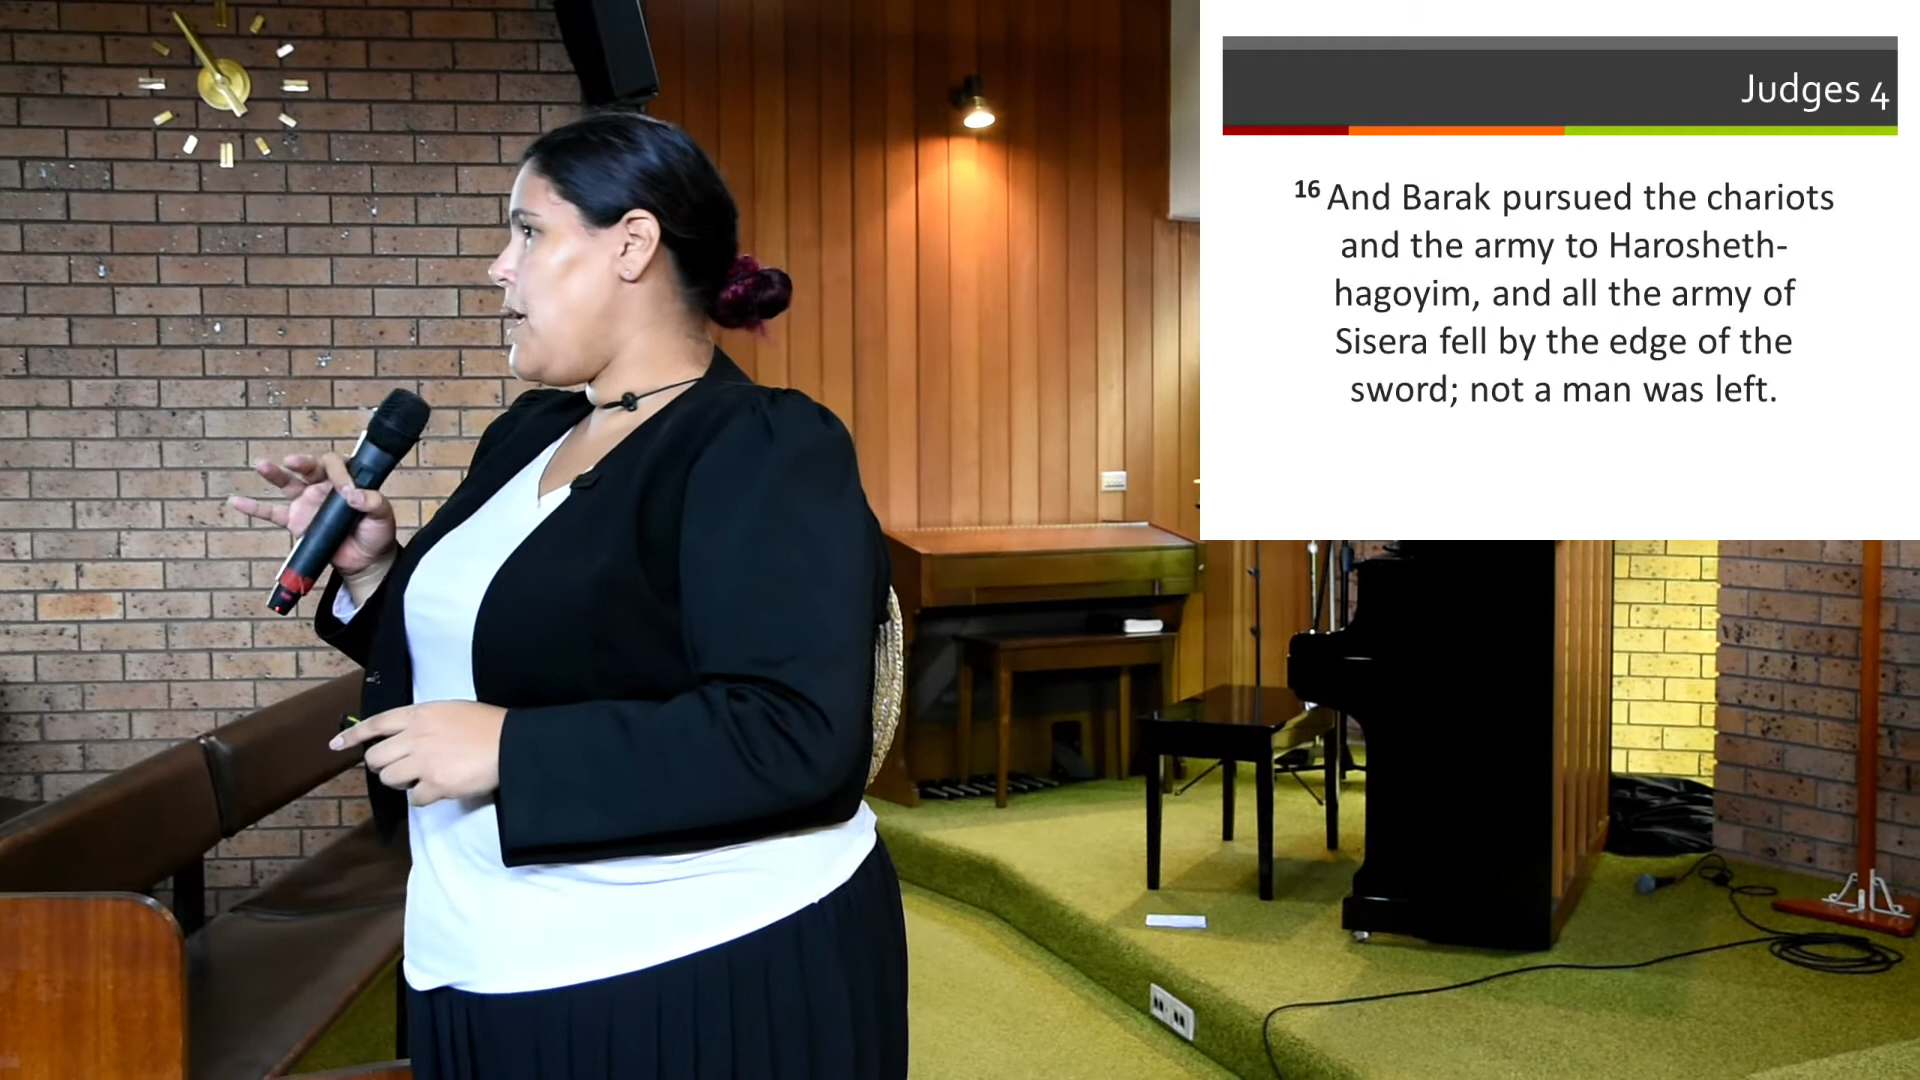 Judges 4
16 And Barak pursued the chariots
and the army to Harosheth-
hagoyim, and all the army of
Sisera fell by the edge of the
sword; not a man was left.